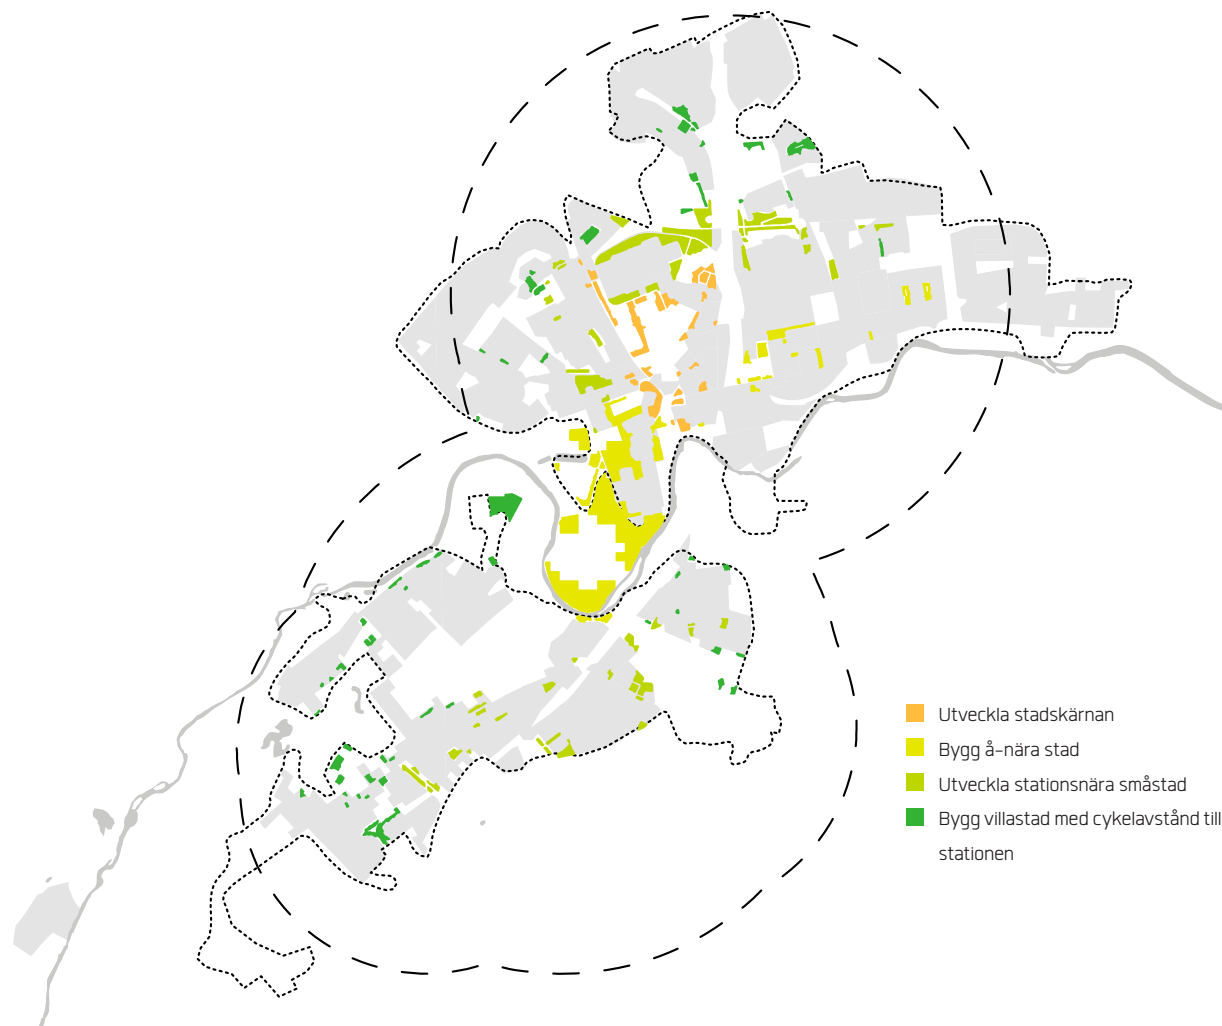 Utveckla stadskärnan
Bygg å-nära stad
Utveckla stationsnära småstad
Bygg villastad med cykelavstånd till
stationen